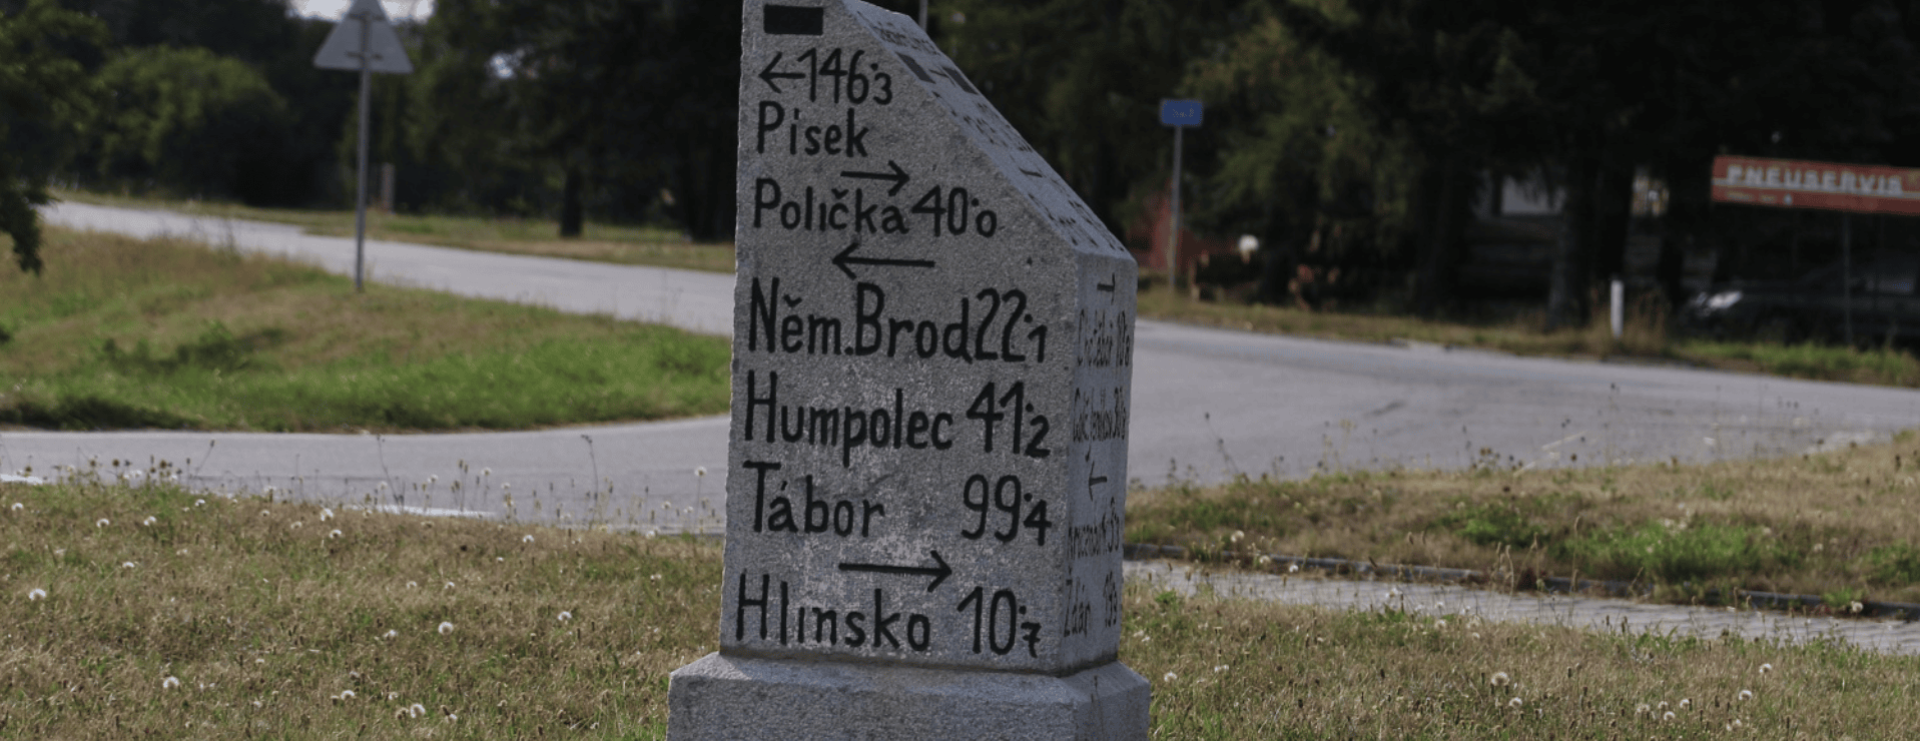 ←146·3
Pisek
→
Polička 40·0
←
Něm.Brod 22·1
Humpolec 41·2
Tábor 99·4
→
Hlinsko 10·7
→
←
Žďár
PNEUSERVIS